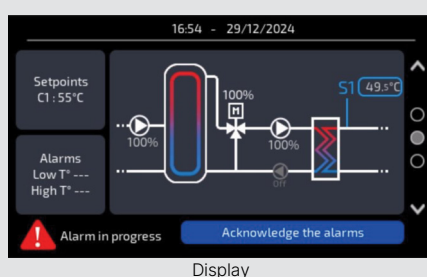 16:54 - 29/12/2024
Setpoints
C1 : 55°C
Alarms
Low T° ---
High T° ---
100%
100%
M
100%
Off
S1
49.5°C
Alarm in progress
Acknowledge the alarms
Display